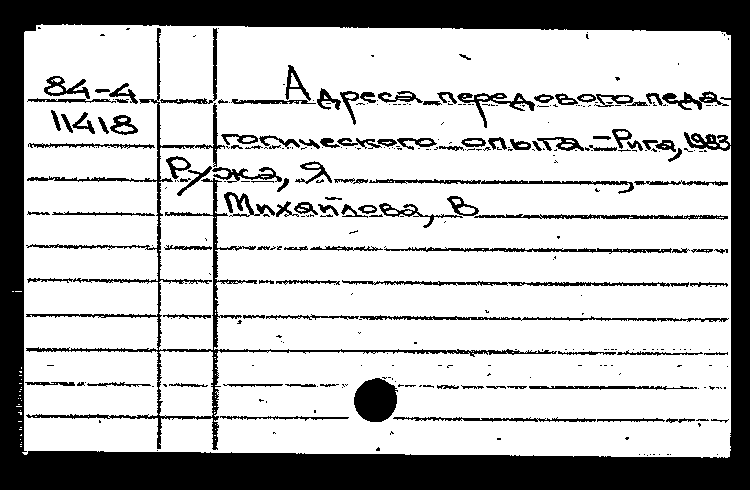 84-4 Адреса передового педа-
11418 гогического опыта. - Рига, 1983
Ружа, Я
Михайлова, В